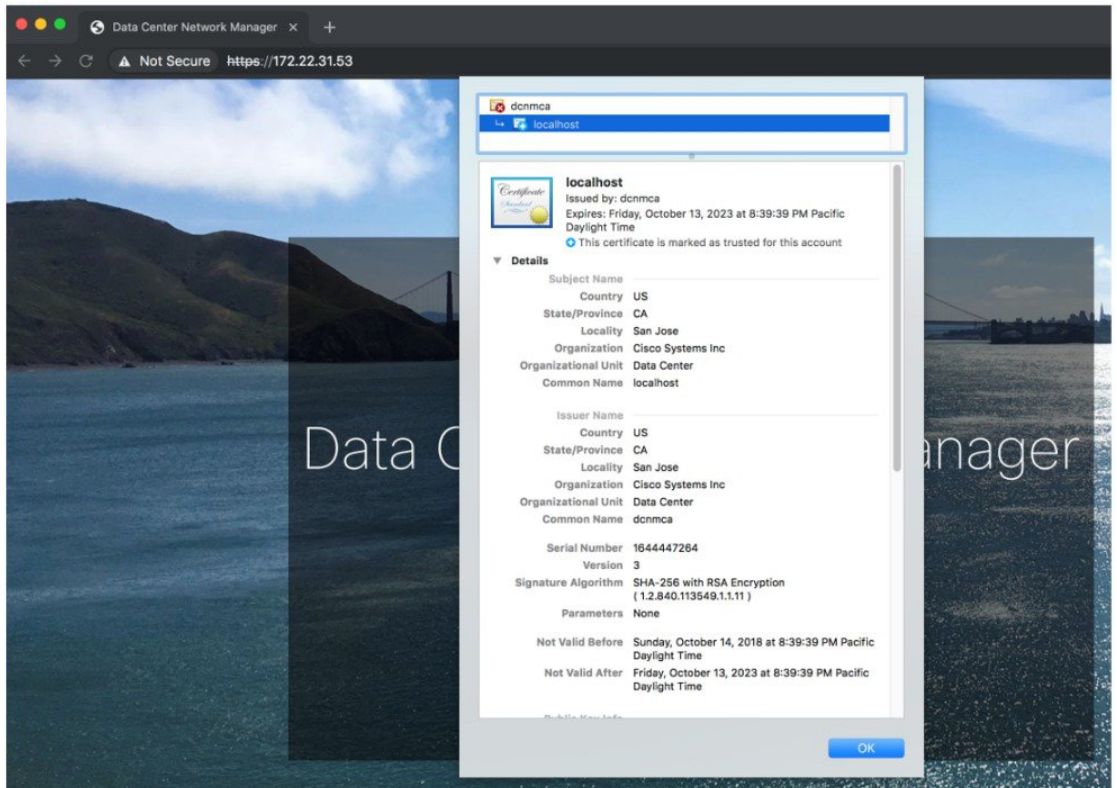 Data Center Network Manager
Not Secure https://172.22.31.53
dcnmca
localhost
Certificate
Standard
localhost
Issued by: dcnmca
Expires: Friday, October 13, 2023 at 8:39:39 PM Pacific
Daylight Time
This certificate is marked as trusted for this account
Details
Subject Name
Country US
State/Province CA
Locality San Jose
Organization Cisco Systems Inc
Organizational Unit Data Center
Common Name localhost
Issuer Name
Country US
State/Province CA
Locality San Jose
Organization Cisco Systems Inc
Organizational Unit Data Center
Common Name dcnmca
Serial Number 1644447264
Version 3
Signature Algorithm SHA-256 with RSA Encryption
( 1.2.840.113549.1.1.11 )
Parameters None
Not Valid Before Sunday, October 14, 2018 at 8:39:39 PM Pacific
Daylight Time
Not Valid After Friday, October 13, 2023 at 8:39:39 PM Pacific
Daylight Time
Public Key Info
OK
Data C anager